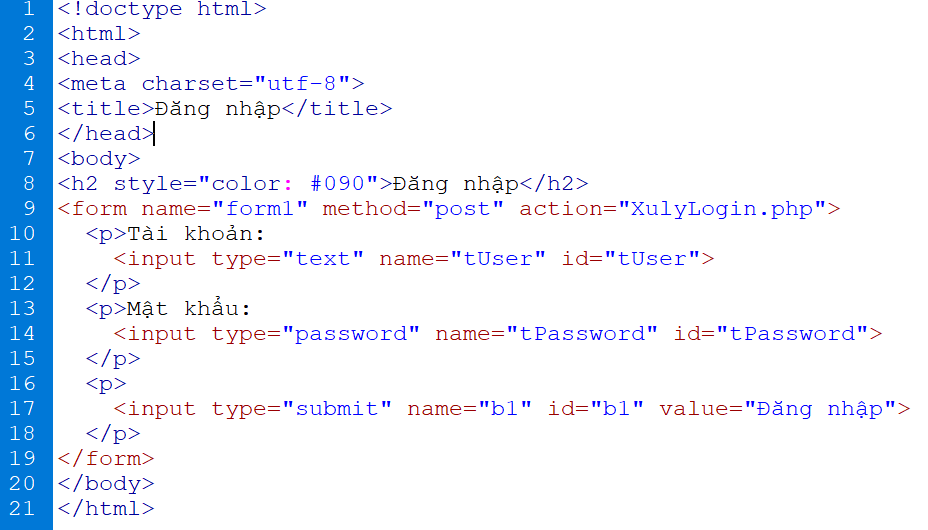 1 <!doctype html>
2 <html>
3 <head>
4 <meta charset="utf-8">
5 <title>Đăng nhập</title>
6 </head>
7 <body>
8 <h2 style="color: #090">Đăng nhập</h2>
9 <form name="form1" method="post" action="XulyLogin.php">
10   <p>Tài khoản:
11     <input type="text" name="tUser" id="tUser">
12   </p>
13   <p>Mật khẩu:
14     <input type="password" name="tPassword" id="tPassword">
15   </p>
16   <p>
17     <input type="submit" name="b1" id="b1" value="Đăng nhập">
18   </p>
19 </form>
20 </body>
21 </html>